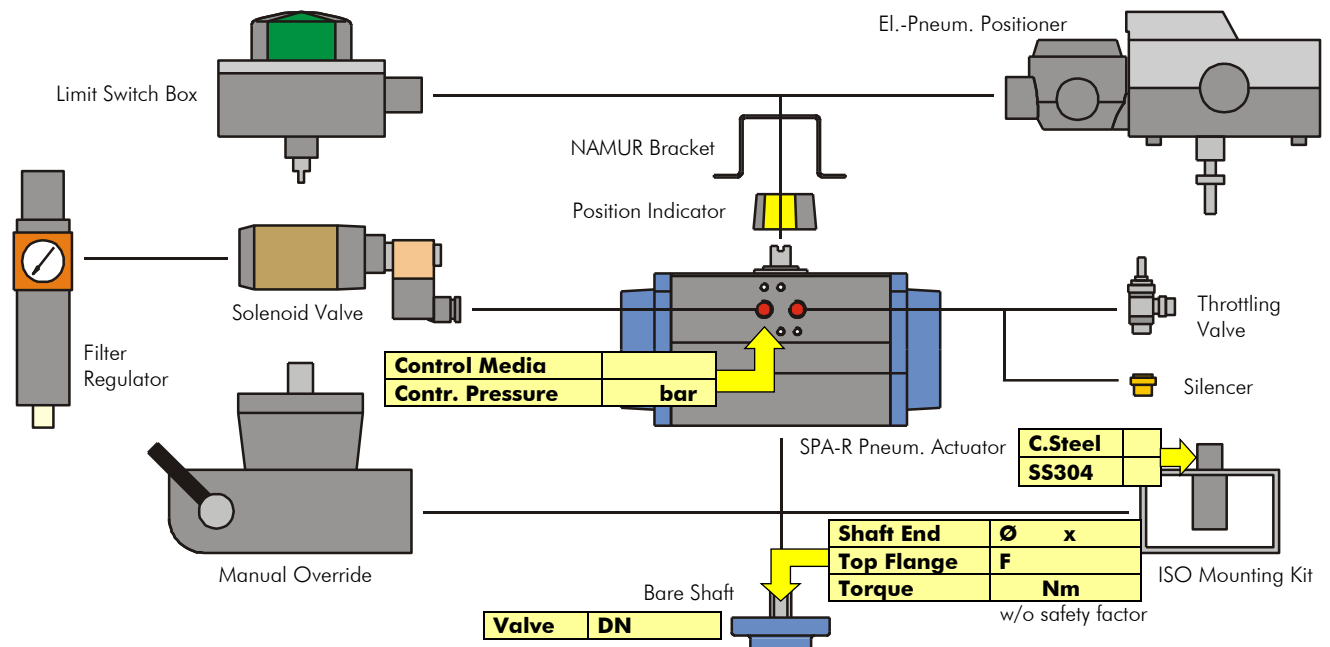 El.-Pneum. Positioner
Limit Switch Box
NAMUR Bracket
Position Indicator
Solenoid Valve
Throttling
Valve
Filter
Regulator
Control Media
Contr. Pressure bar
Silencer
SPA-R Pneum. Actuator
C.Steel
SS304
Manual Override
Shaft End Ø x
Top Flange F
Torque Nm
w/o safety factor
ISO Mounting Kit
Bare Shaft
Valve DN